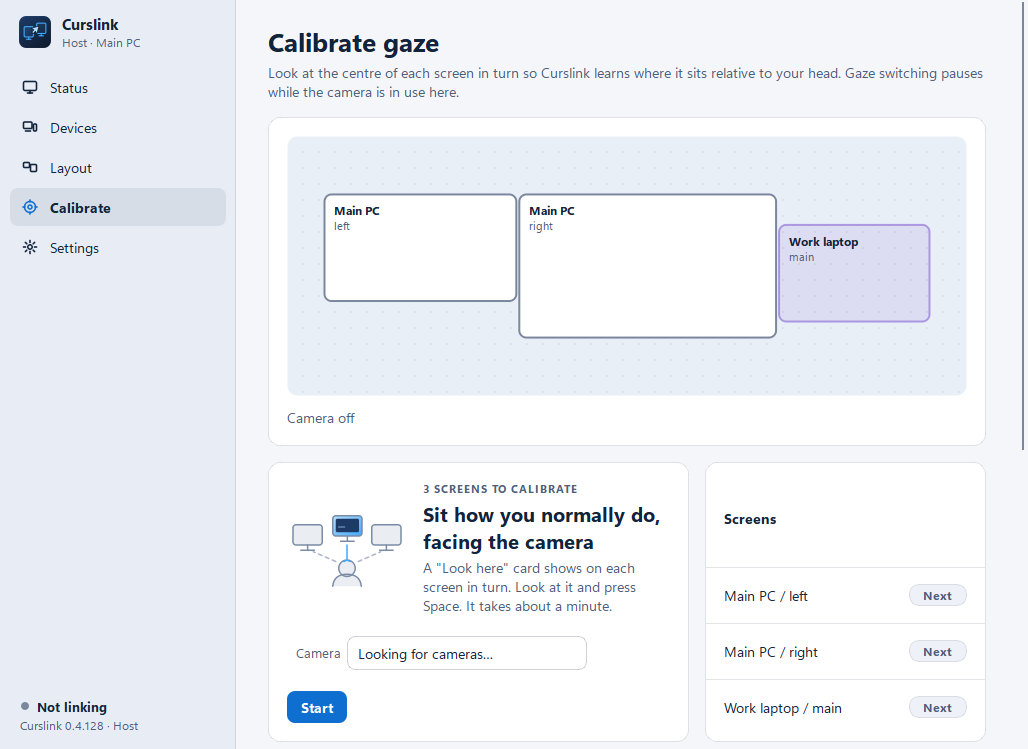 Curslink
Host · Main PC
Status
Devices
Layout
Calibrate
Settings
Not linking
Curslink 0.4.128 · Host
Calibrate gaze
Look at the centre of each screen in turn so Curslink learns where it sits relative to your head. Gaze switching pauses
while the camera is in use here.
Main PC
left
Main PC
right
Work laptop
main
Camera off
3 SCREENS TO CALIBRATE
Sit how you normally do,
facing the camera
A "Look here" card shows on each
screen in turn. Look at it and press
Space. It takes about a minute.
Camera
Looking for cameras...
Start
Screens
Main PC / left
Next
Main PC / right
Next
Work laptop / main
Next